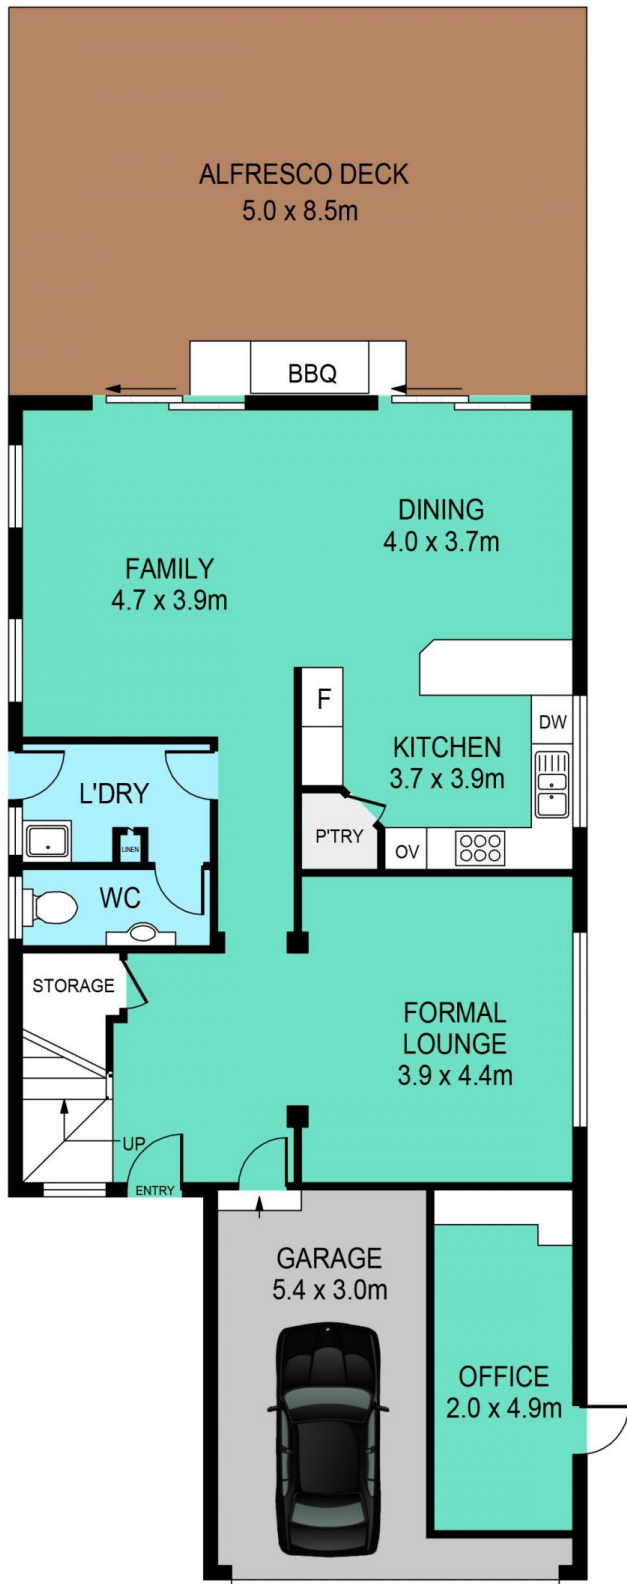 ALFRESCO DECK
5.0 x 8.5m
BBQ
DINING
4.0 x 3.7m
FAMILY
4.7 x 3.9m
F
DW
KITCHEN
3.7 x 3.9m
L'DRY
P'TRY
OV
LINEN
WC
STORAGE
FORMAL
LOUNGE
3.9 x 4.4m
UP
ENTRY
GARAGE
5.4 x 3.0m
OFFICE
2.0 x 4.9m